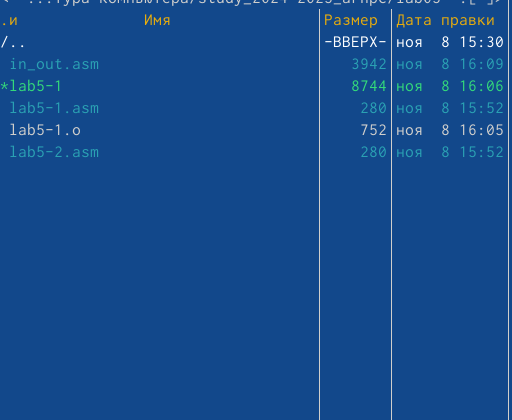 .и Имя Размер Дата правки
/.. -ВВЕРХ- ноя 8 15:30
in_out.asm 3942 ноя 8 16:09
*lab5-1 8744 ноя 8 16:06
lab5-1.asm 280 ноя 8 15:52
lab5-1.o 752 ноя 8 16:05
lab5-2.asm 280 ноя 8 15:52